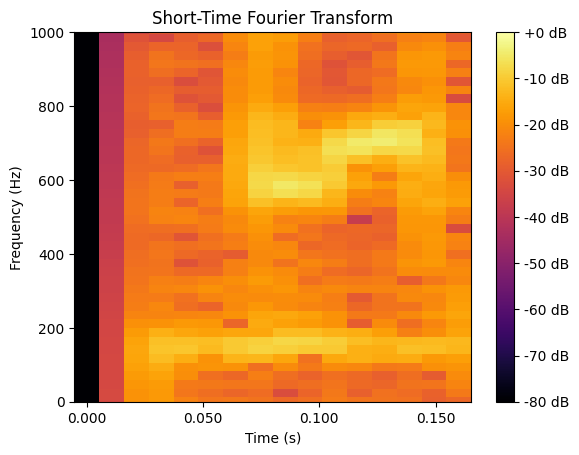 Short-Time Fourier Transform
1000
800
600
400
200
0
Frequency (Hz)
0.000
0.050
0.100
0.150
Time (s)
+0 dB
-10 dB
-20 dB
-30 dB
-40 dB
-50 dB
-60 dB
-70 dB
-80 dB